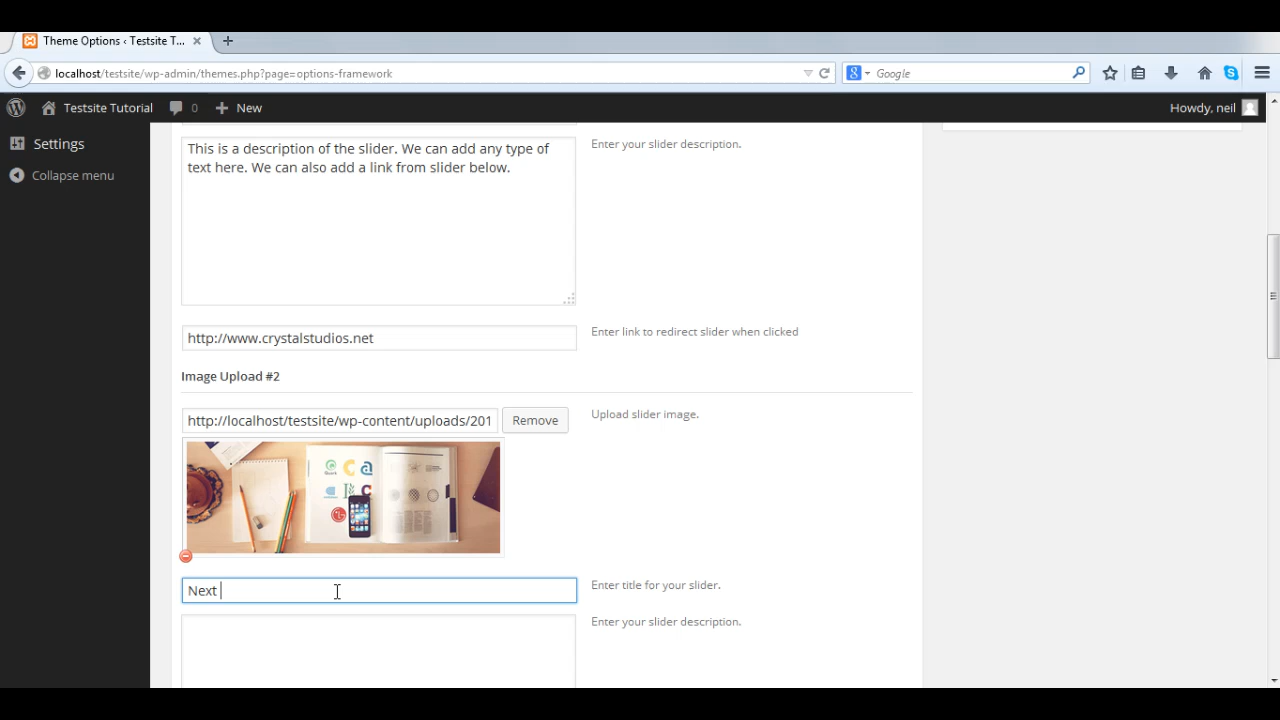 Theme Options ‹ Testsite T...
localhost/testsite/wp-admin/themes.php?page=options-framework
Google
Testsite Tutorial
0
New
Howdy, neil
Settings
Collapse menu
This is a description of the slider. We can add any type of
text here. We can also add a link from slider below.
Enter your slider description.
http://www.crystalstudios.net
Enter link to redirect slider when clicked
Image Upload #2
http://localhost/testsite/wp-content/uploads/201
Remove
Upload slider image.
Next
Enter title for your slider.
Enter your slider description.